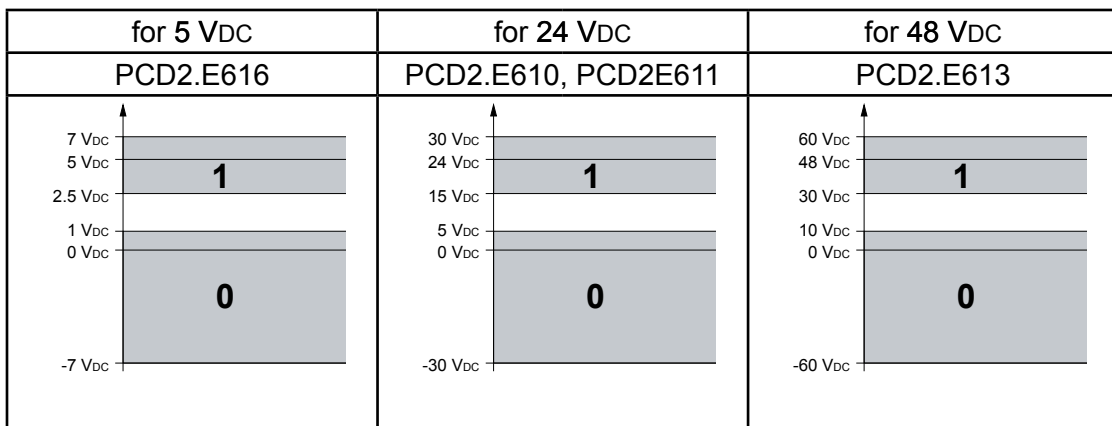 for 5 VDC
for 24 VDC
for 48 VDC
PCD2.E616
PCD2.E610, PCD2E611
PCD2.E613
7 VDC
5 VDC
2.5 VDC
1 VDC
0 VDC
-7 VDC
1
0
30 VDC
24 VDC
15 VDC
5 VDC
0 VDC
-30 VDC
1
0
60 VDC
48 VDC
30 VDC
10 VDC
0 VDC
-60 VDC
1
0